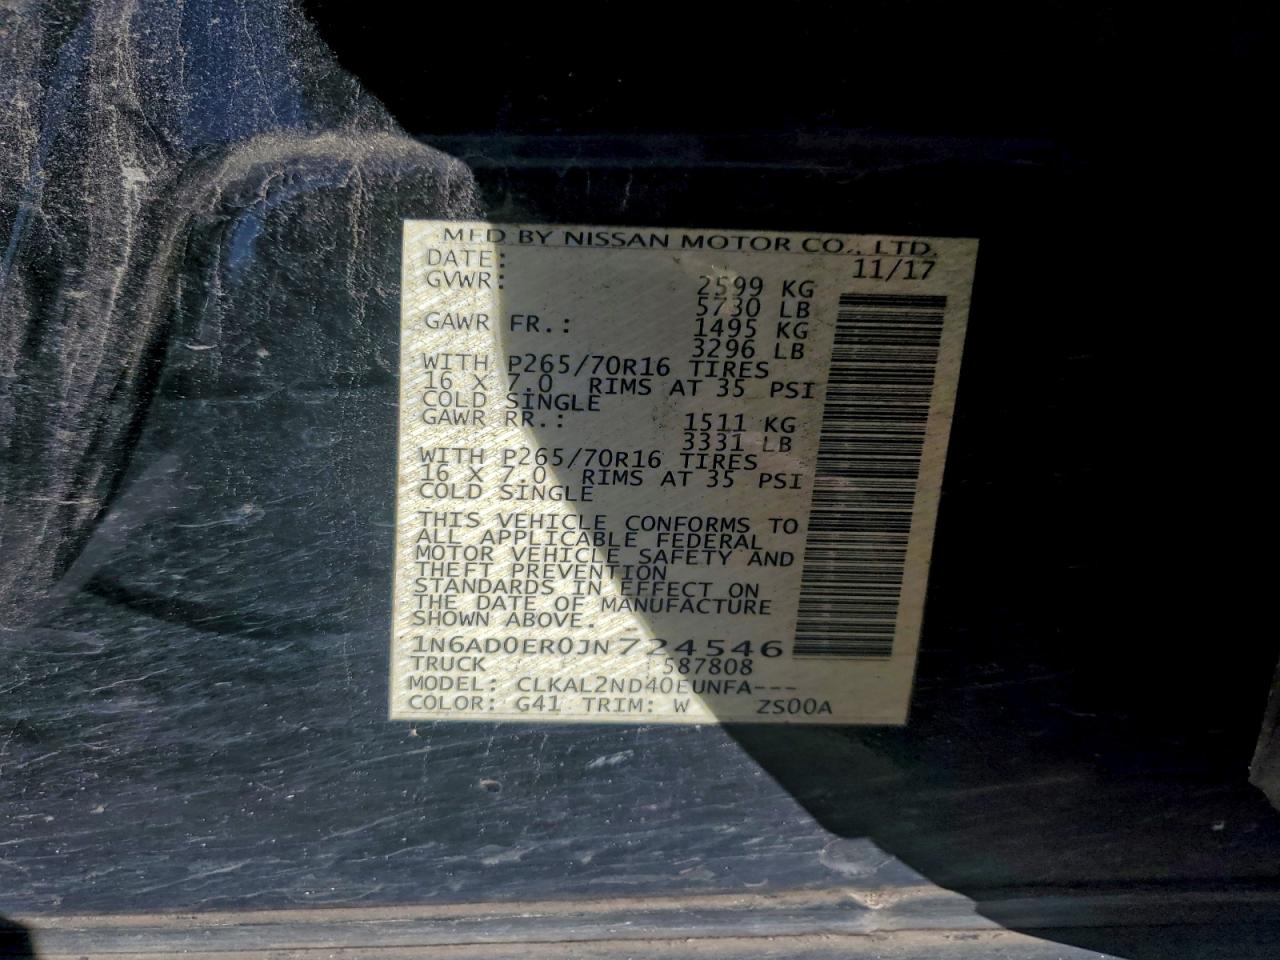 MFD BY NISSAN MOTOR CO., LTD.
DATE: 11/17
GVWR: 2599 KG
5730 LB
GAWR FR.: 1495 KG
3296 LB
WITH P265/70R16 TIRES
16 X 7.0 RIMS AT 35 PSI
COLD SINGLE
GAWR RR.: 1511 KG
3331 LB
WITH P265/70R16 TIRES
16 X 7.0 RIMS AT 35 PSI
COLD SINGLE
THIS VEHICLE CONFORMS TO
ALL APPLICABLE FEDERAL
MOTOR VEHICLE SAFETY AND
THEFT PREVENTION
STANDARDS IN EFFECT ON
THE DATE OF MANUFACTURE
SHOWN ABOVE.
1N6AD0ER0JN724546
TRUCK 587808
MODEL: CLKAL2ND40EUNFA---
COLOR: G41 TRIM: W ZS00A